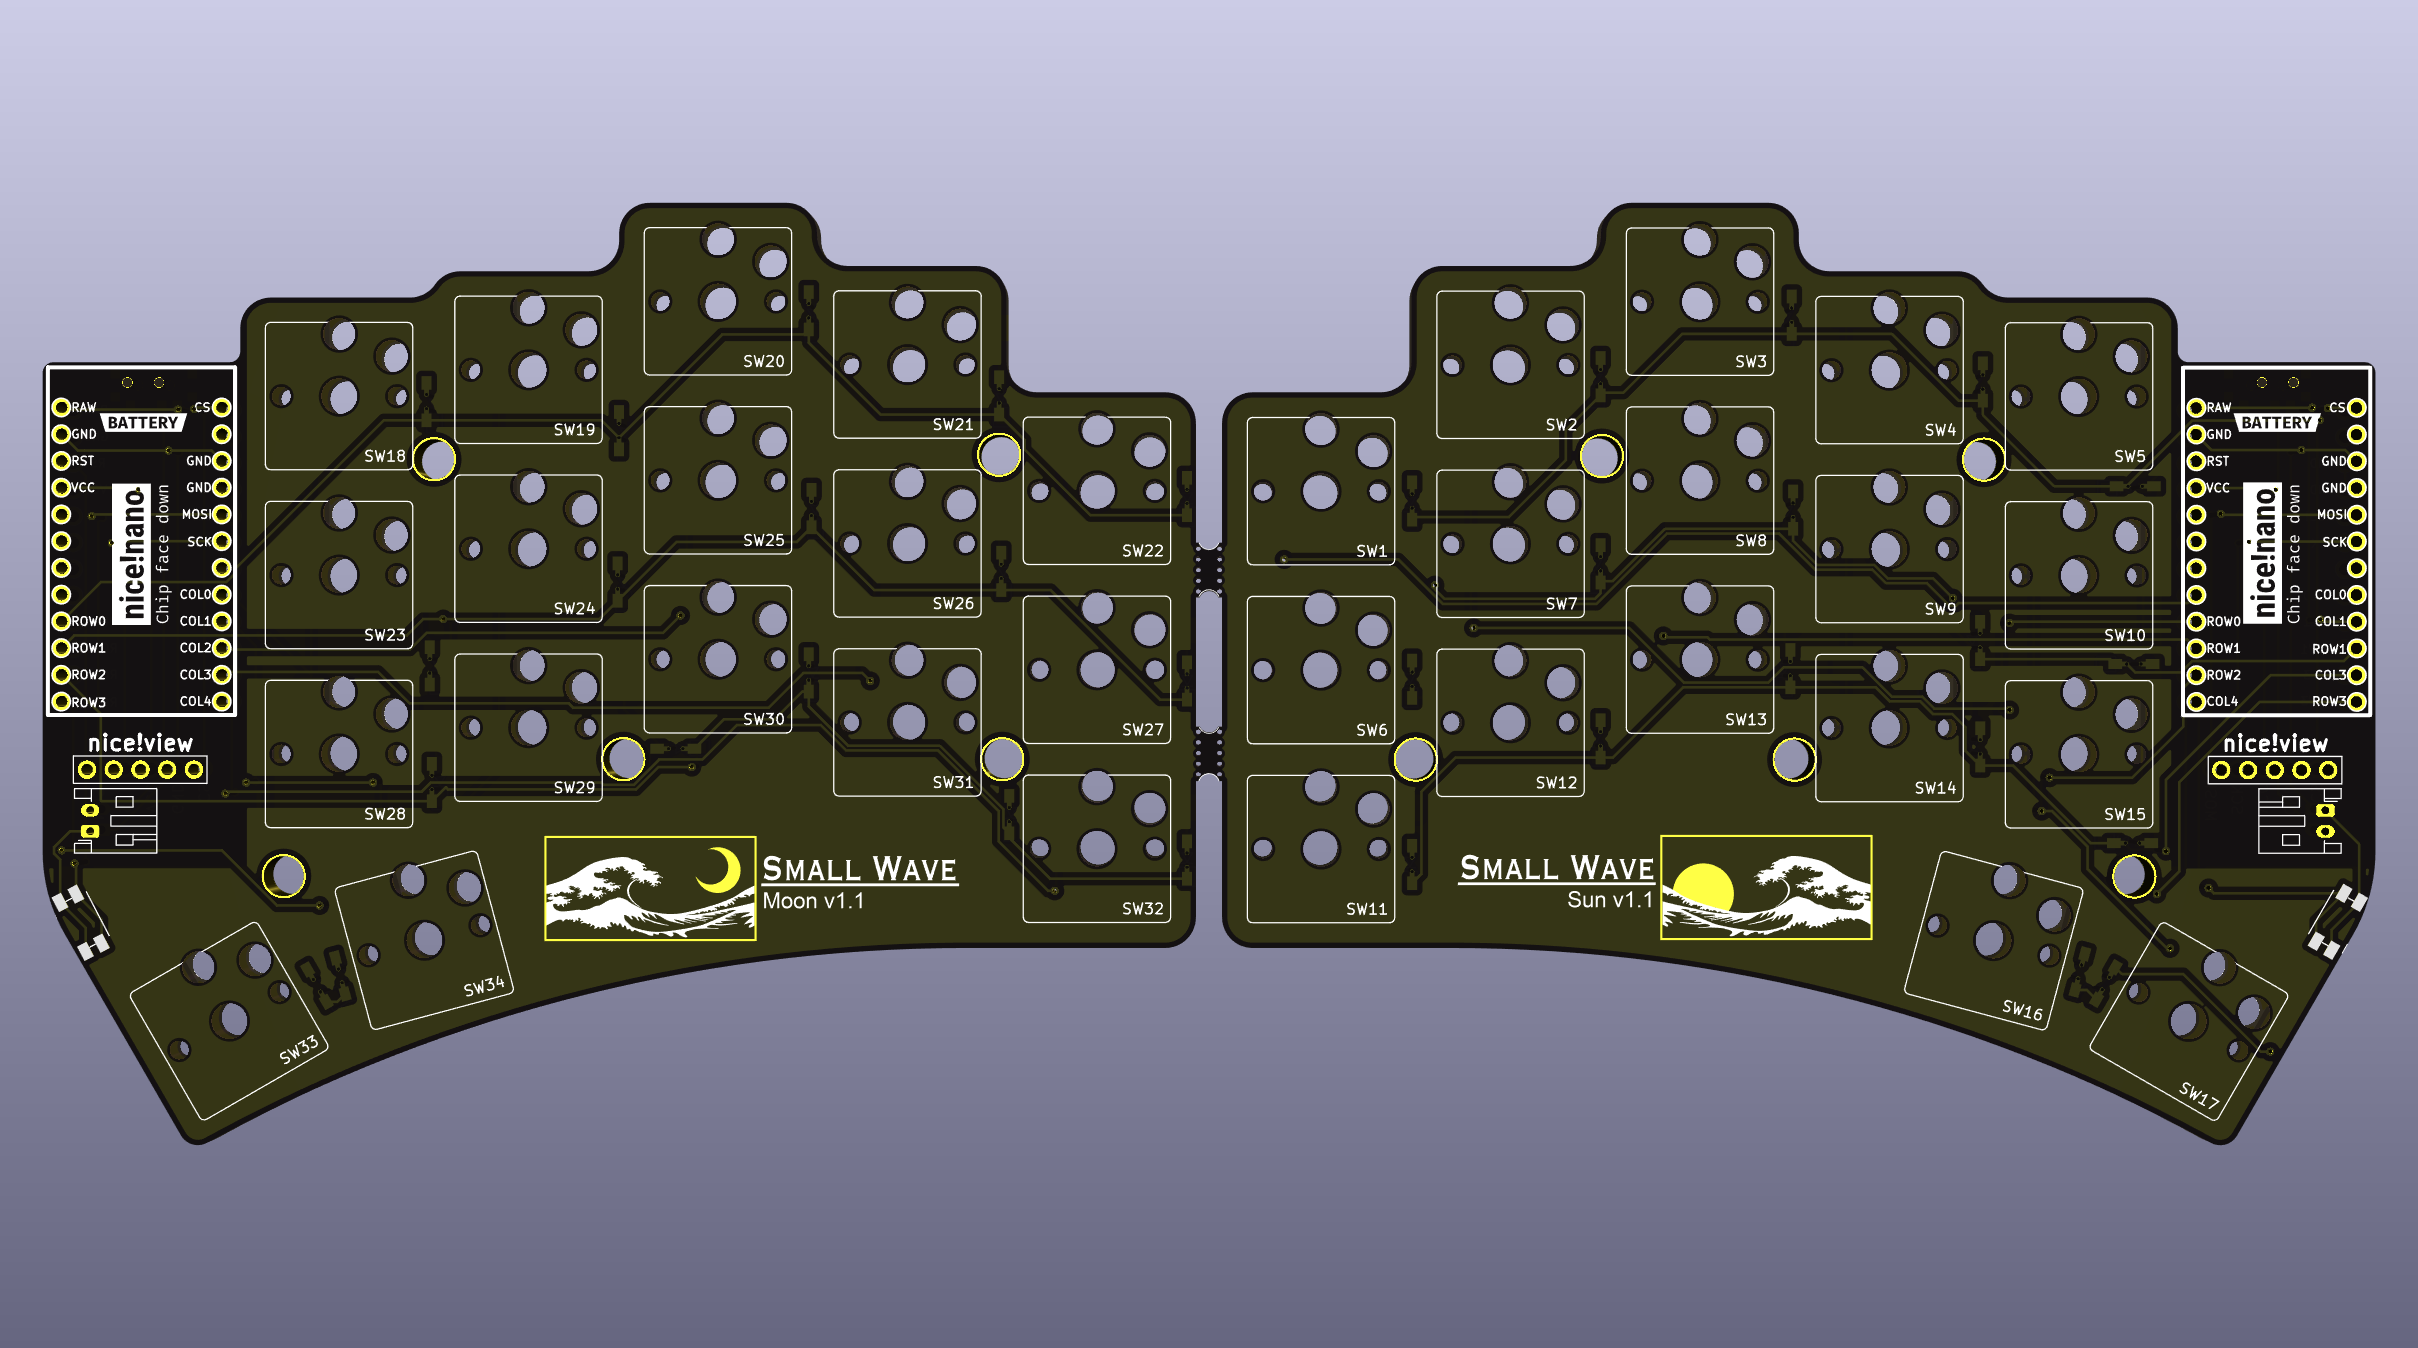 RAW
CS
BATTERY
GND
RST
GND
VCC
GND
MOSI
SCK
COL0
ROW0
COL1
ROW1
COL2
ROW2
COL3
ROW3
COL4
nice!nano
Chip face down
nice!view
SW18
SW19
SW20
SW21
SW22
SW23
SW24
SW25
SW26
SW27
SW28
SW29
SW30
SW31
SW32
SW33
SW34
SMALL WAVE
Moon v1.1
SW1
SW2
SW3
SW4
SW5
SW6
SW7
SW8
SW9
SW10
SW11
SW12
SW13
SW14
SW15
SW16
SW17
SMALL WAVE
Sun v1.1
RAW
CS
BATTERY
GND
RST
GND
VCC
GND
MOSI
SCK
COL0
ROW0
COL1
ROW1
ROW1
ROW2
COL3
COL4
ROW3
nice!nano
Chip face down
nice!view